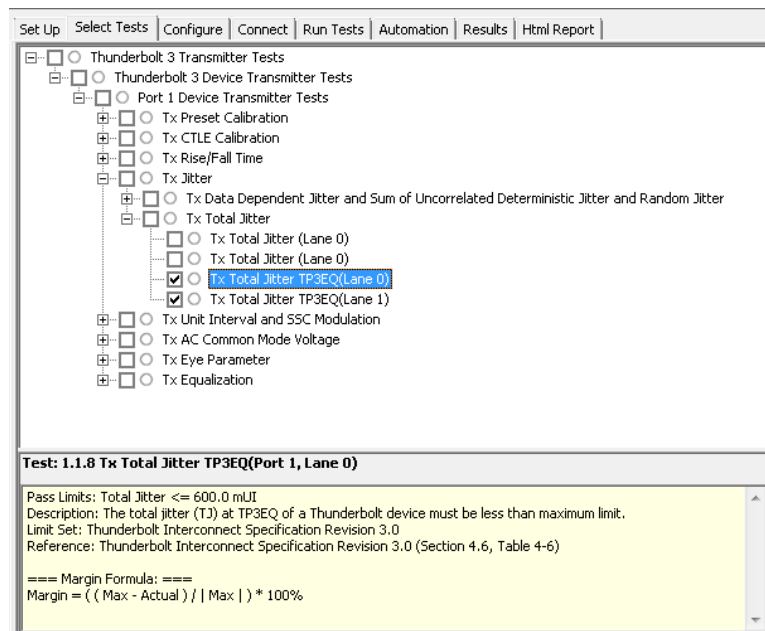 Set Up Select Tests Configure Connect Run Tests Automation Results Html Report
Thunderbolt 3 Transmitter Tests
Thunderbolt 3 Device Transmitter Tests
Port 1 Device Transmitter Tests
Tx Preset Calibration
Tx CTLE Calibration
Tx Rise/Fall Time
Tx Jitter
Tx Data Dependent Jitter and Sum of Uncorrelated Deterministic Jitter and Random Jitter
Tx Total Jitter
Tx Total Jitter (Lane 0)
Tx Total Jitter (Lane 0)
Tx Total Jitter TP3EQ(Lane 0)
Tx Total Jitter TP3EQ(Lane 1)
Tx Unit Interval and SSC Modulation
Tx AC Common Mode Voltage
Tx Eye Parameter
Tx Equalization
Test: 1.1.8 Tx Total Jitter TP3EQ(Port 1, Lane 0)
Pass Limits: Total Jitter <= 600.0 mUI
Description: The total jitter (TJ) at TP3EQ of a Thunderbolt device must be less than maximum limit.
Limit Set: Thunderbolt Interconnect Specification Revision 3.0
Reference: Thunderbolt Interconnect Specification Revision 3.0 (Section 4.6, Table 4-6)
=== Margin Formula: ===
Margin = ( ( Max - Actual ) / | Max | ) * 100%